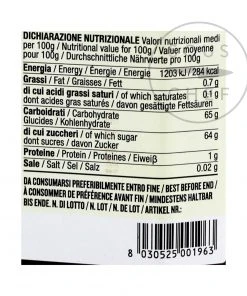 DICHIARAZIONE NUTRIZIONALE Valori nutrizionali medi
per 100g / Nutritional value for 100g / Valeur moyenne
pour 100g / Durchschnittliche Nährwerte pro 100g
Energia / Energy / Energie / Energie 1203 kJ / 284 kcal
Grassi / Fat / Graisses / Fett 0.7 g
di cui acidi grassi saturi / of which saturates 0.1 g
dont acides gras saturés / davon gesättigte Fettsäuren
Carboidrati / Carbohydrate 65 g
Glucides / Kohlenhydrate
di cui zuccheri / of which sugar 64 g
dont sucres / davon Zucker
Proteine / Protein / Proteines / Eiweiß 1 g
Sale / Salt / Sel / Salz 0.02 g
DA CONSUMARSI PREFERIBILMENTE ENTRO FINE / BEST BEFORE END /
À CONSOMMER DE PRÉFÉRENCE AVANT FIN / MINDESTENS HALTBAR
BIS ENDE. N. DI LOTTO / L. N. / N. DE LOT / ARTIKEL NR.:
8 030525 001963